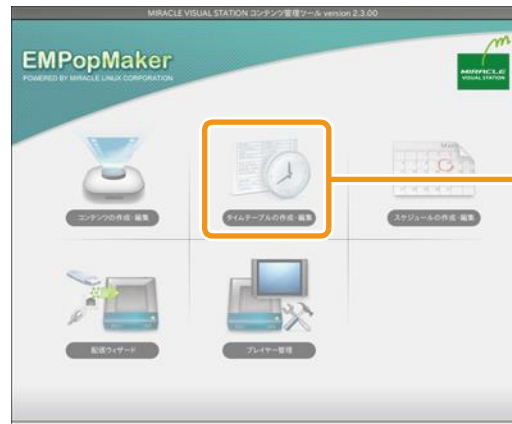 MIRACLE VISUAL STATION コンテンツ管理ツール version 2.3.00
EMPopMaker
POWERED BY MIRACLE LINUX CORPORATION
MIRACLE
VISUAL STATION
コンテンツの作成・編集
タイムテーブルの作成・編集
スケジュールの作成・編集
配信ウィザード
プレイヤー管理